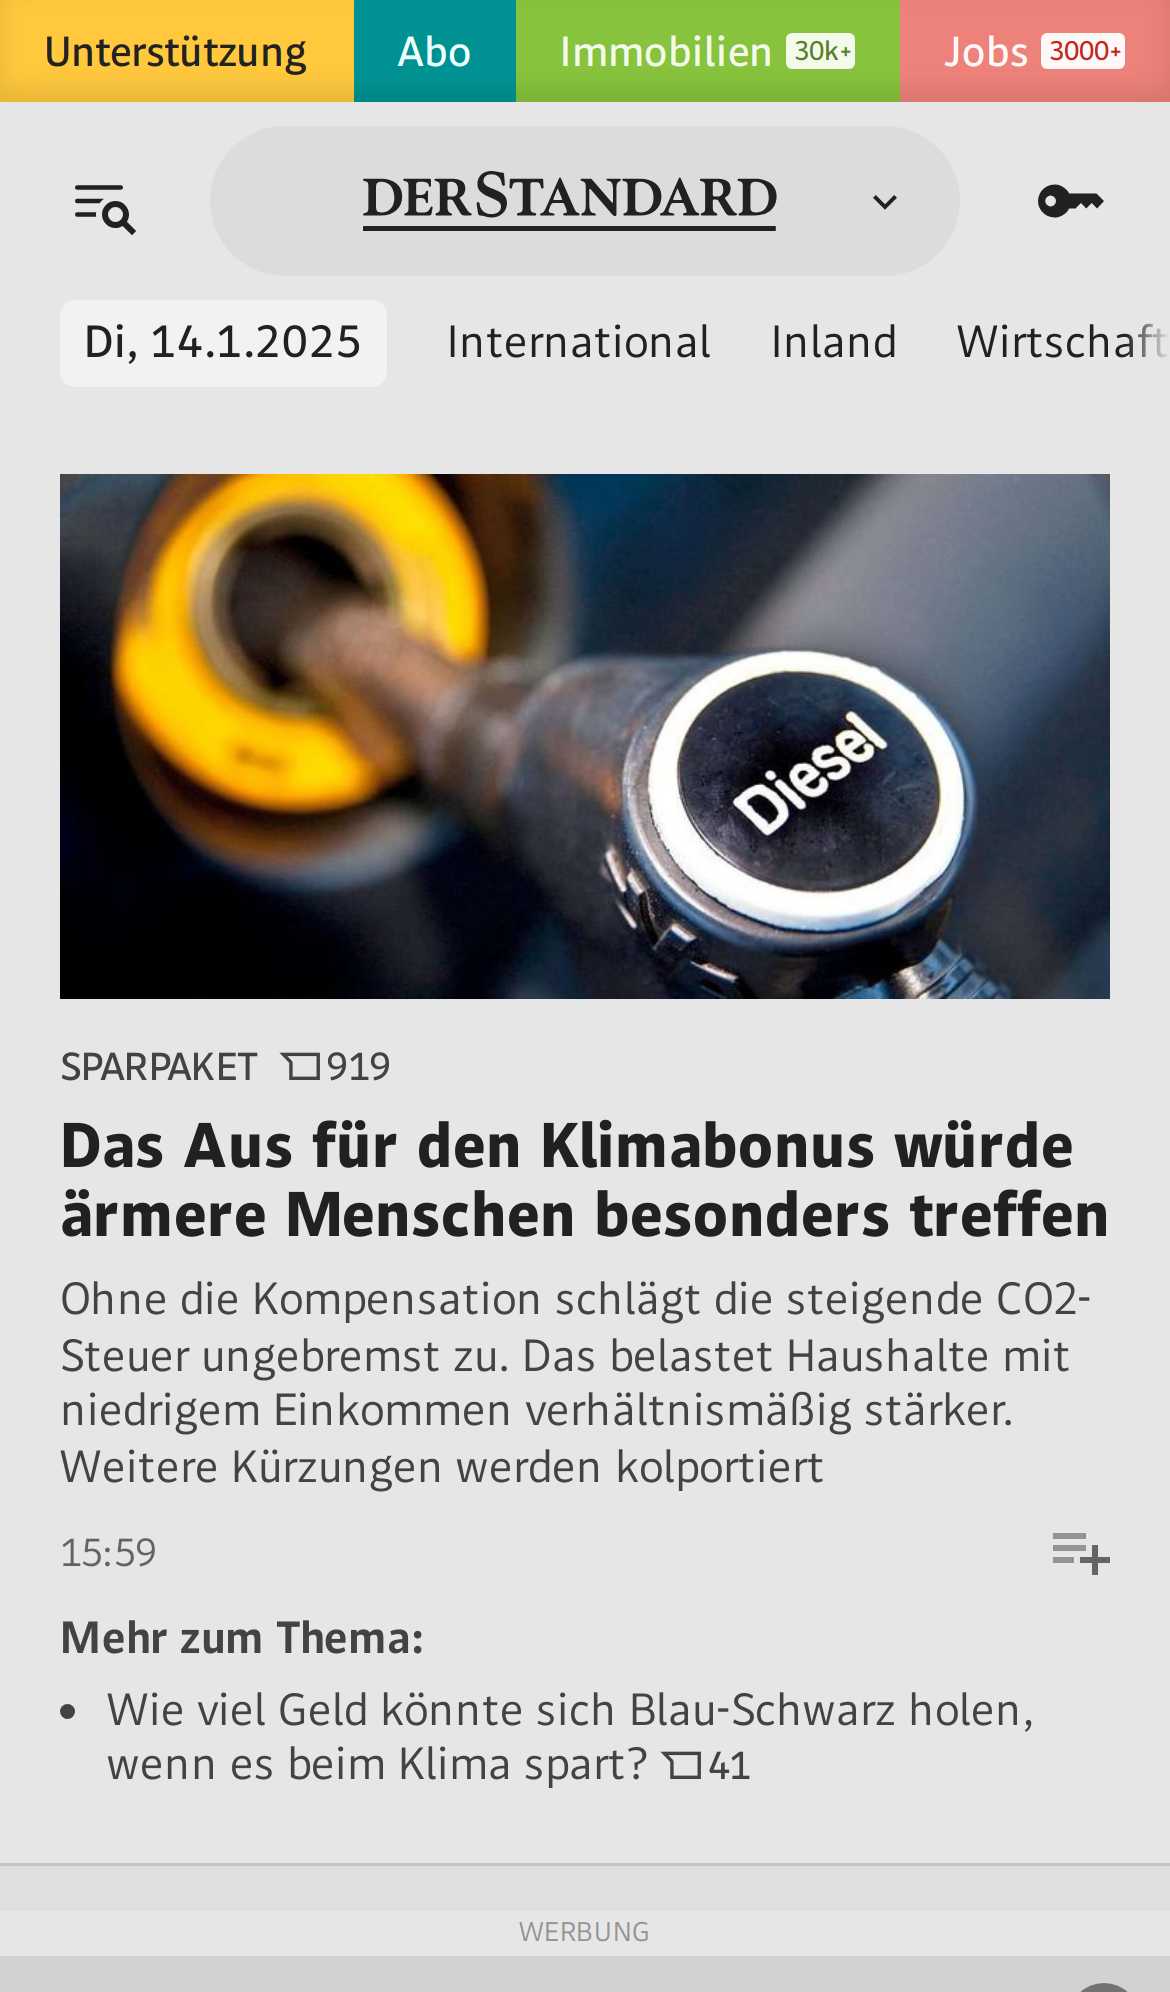 Unterstützung
Abo
Immobilien 30k+
Jobs 3000+
DERSTANDARD
Di, 14.1.2025
International
Inland
Wirtschaft
Diesel
SPARPAKET 919
Das Aus für den Klimabonus würde
ärmere Menschen besonders treffen
Ohne die Kompensation schlägt die steigende CO2-
Steuer ungebremst zu. Das belastet Haushalte mit
niedrigem Einkommen verhältnismäßig stärker.
Weitere Kürzungen werden kolportiert
15:59
Mehr zum Thema:
• Wie viel Geld könnte sich Blau-Schwarz holen,
wenn es beim Klima spart? 41
WERBUNG